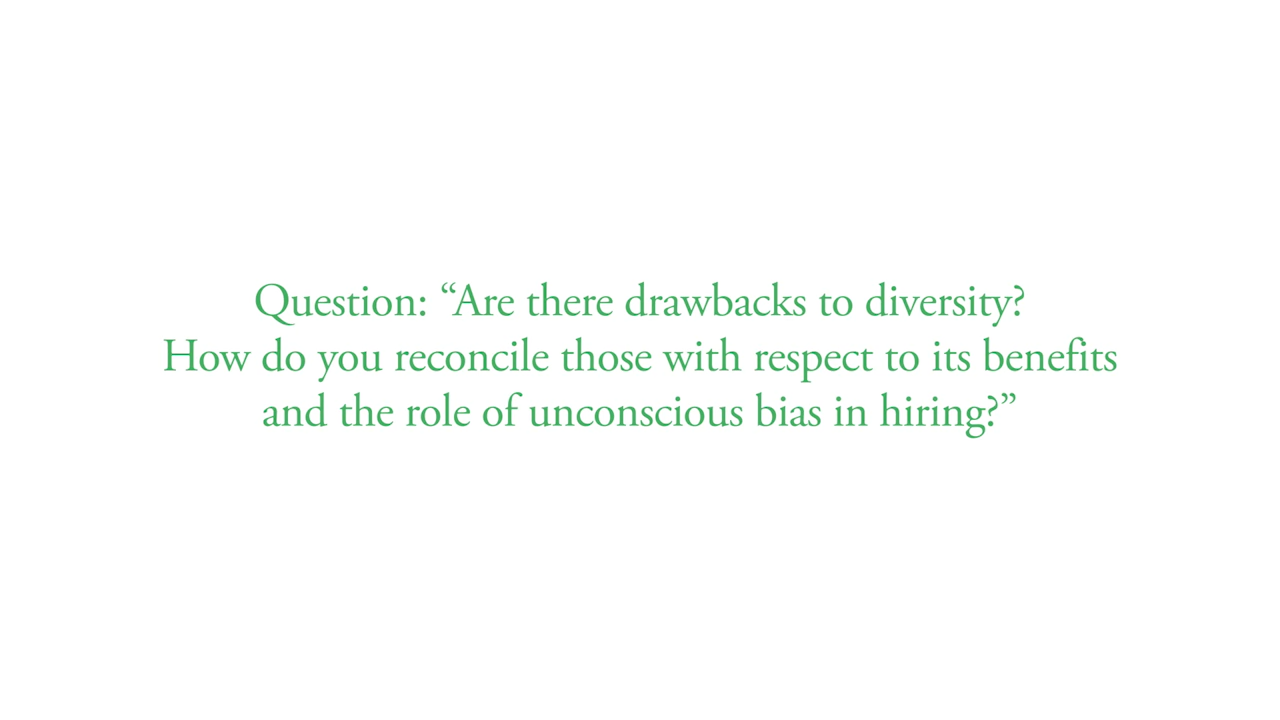 Question: “Are there drawbacks to diversity?
How do you reconcile those with respect to its benefits
and the role of unconscious bias in hiring?”